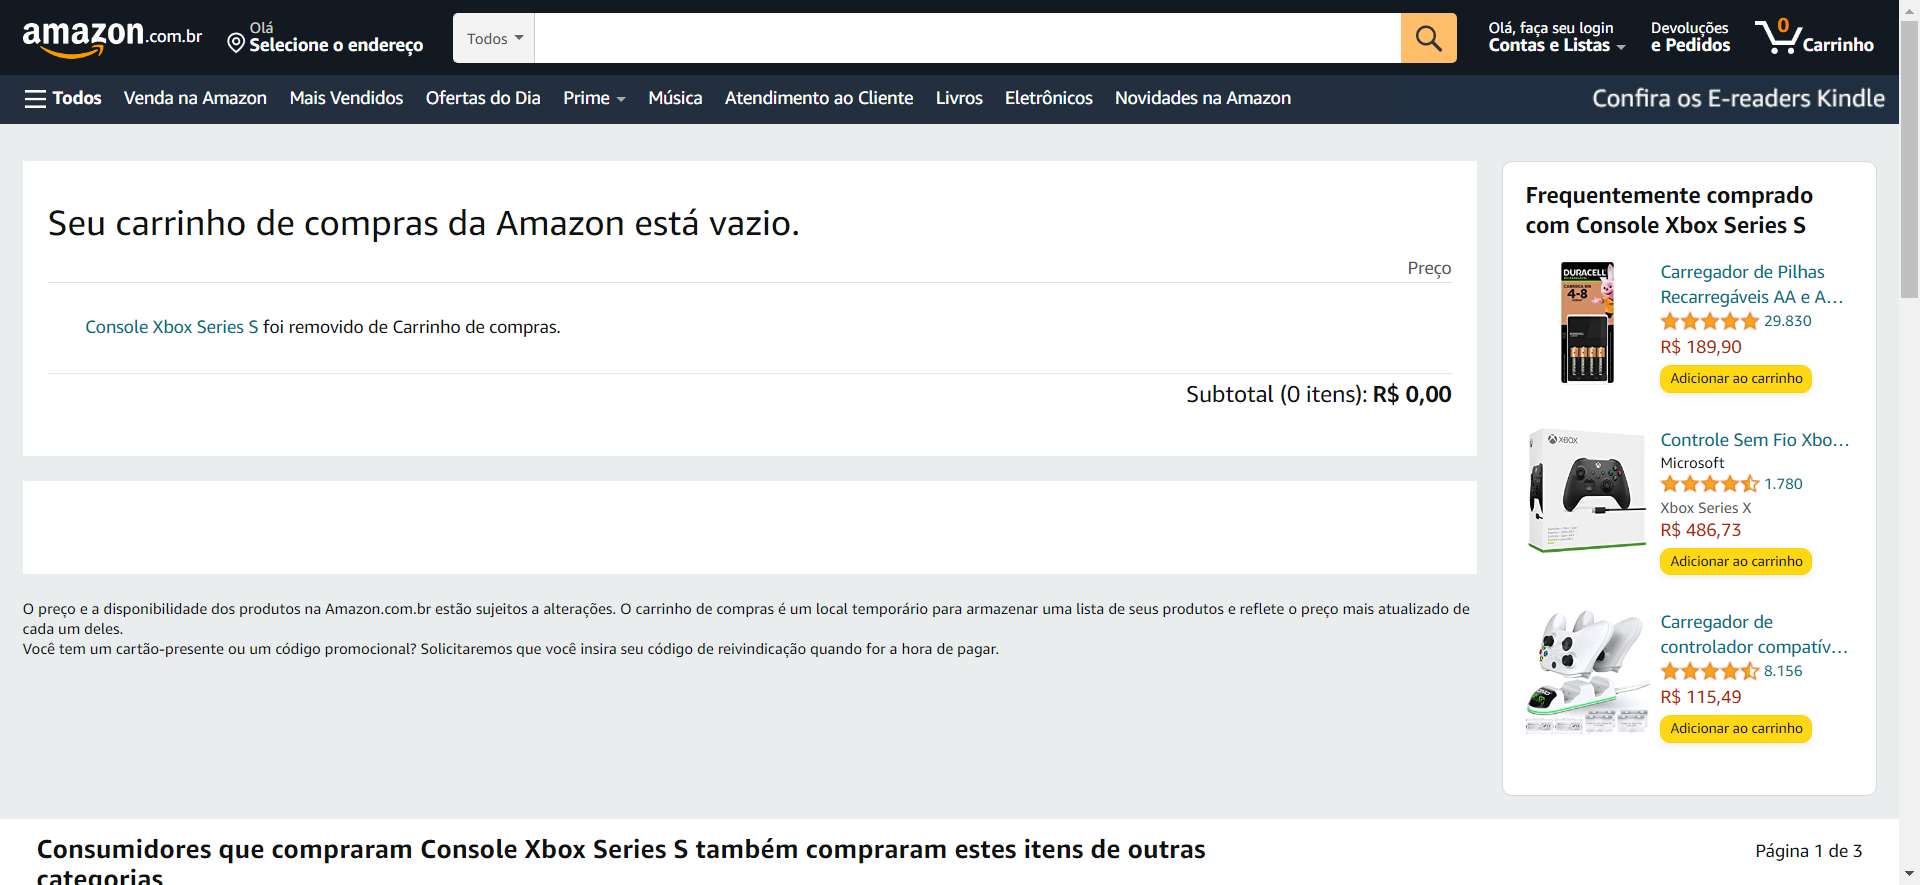 amazon.com.br
Olá
Selecione o endereço
Todos
Olá, faça seu login
Contas e Listas
Devoluções
e Pedidos
0
Carrinho
Todos
Venda na Amazon
Mais Vendidos
Ofertas do Dia
Prime
Música
Atendimento ao Cliente
Livros
Eletrônicos
Novidades na Amazon
Confira os E-readers Kindle
Seu carrinho de compras da Amazon está vazio.
Preço
Console Xbox Series S foi removido de Carrinho de compras.
Subtotal (0 itens): R$ 0,00
O preço e a disponibilidade dos produtos na Amazon.com.br estão sujeitos a alterações. O carrinho de compras é um local temporário para armazenar uma lista de seus produtos e reflete o preço mais atualizado de
cada um deles.
Você tem um cartão-presente ou um código promocional? Solicitaremos que você insira seu código de reivindicação quando for a hora de pagar.
Frequentemente comprado
com Console Xbox Series S
DURACELL
4-8
Carregador de Pilhas
Recarregáveis AA e A…
29.830
R$ 189,90
Adicionar ao carrinho
XBOX
Controle Sem Fio Xbo…
Microsoft
1.780
Xbox Series X
R$ 486,73
Adicionar ao carrinho
Carregador de
controlador compatív…
8.156
R$ 115,49
Adicionar ao carrinho
Consumidores que compraram Console Xbox Series S também compraram estes itens de outras
categorias
Página 1 de 3